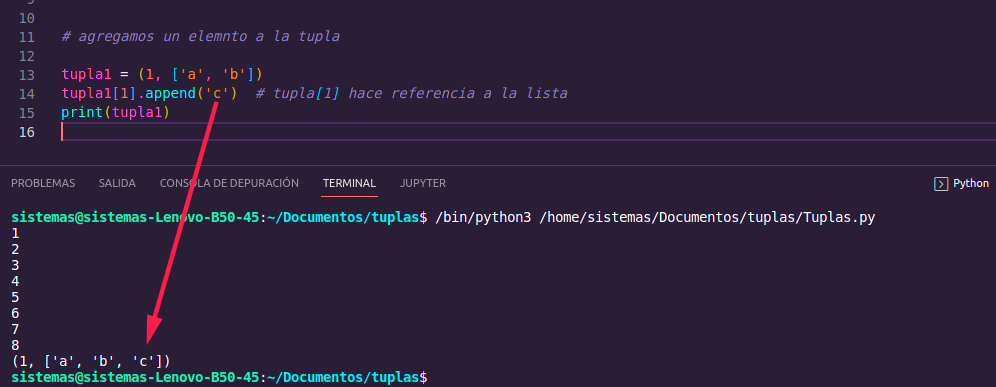 10
11 # agregamos un elemnto a la tupla
12
13 tupla1 = (1, ['a', 'b'])
14 tupla1[1].append('c')  # tupla[1] hace referencia a la lista
15 print(tupla1)
16
PROBLEMAS SALIDA CONSOLA DE DEPURACIÓN TERMINAL JUPYTER Python
sistemas@sistemas-Lenovo-B50-45:~/Documentos/tuplas$ /bin/python3 /home/sistemas/Documentos/tuplas/Tuplas.py
1
2
3
4
5
6
7
8
(1, ['a', 'b', 'c'])
sistemas@sistemas-Lenovo-B50-45:~/Documentos/tuplas$